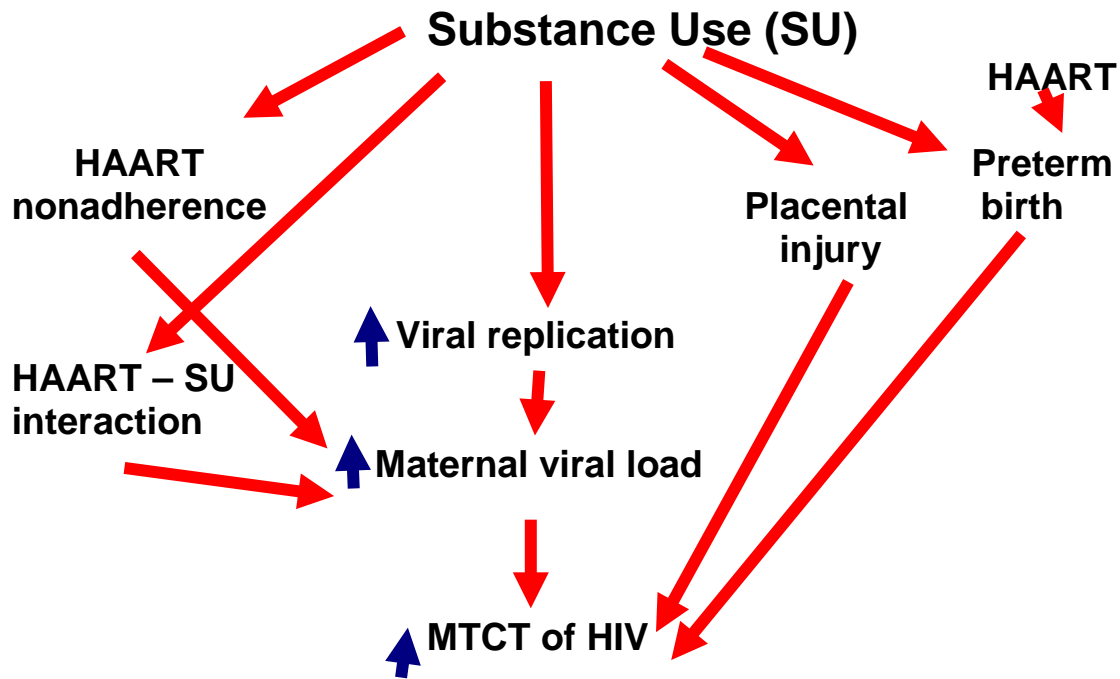 Substance Use (SU)
HAART
HAART
nonadherence
Preterm
birth
Placental
injury
Viral replication
HAART – SU
interaction
Maternal viral load
MTCT of HIV